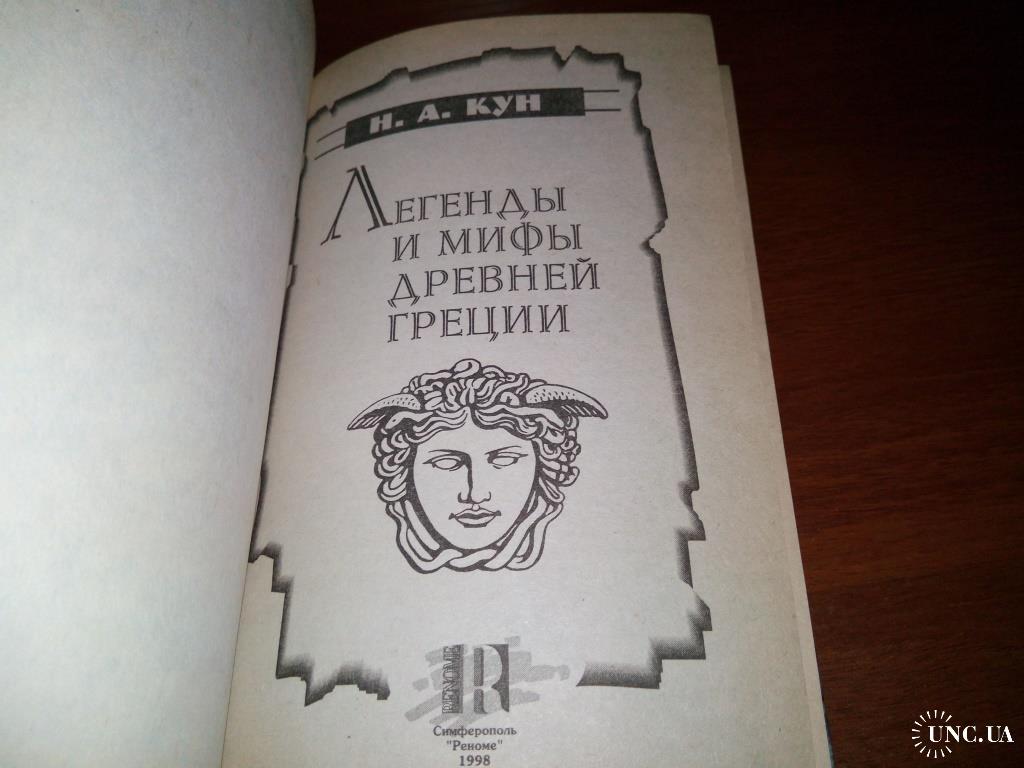 Н. А. КУН
ЛЕГЕНДЫ
И МИФЫ
ДРЕВНЕЙ
ГРЕЦИИ
RENOME
R
Симферополь
"Реноме"
1998
UNC.UA